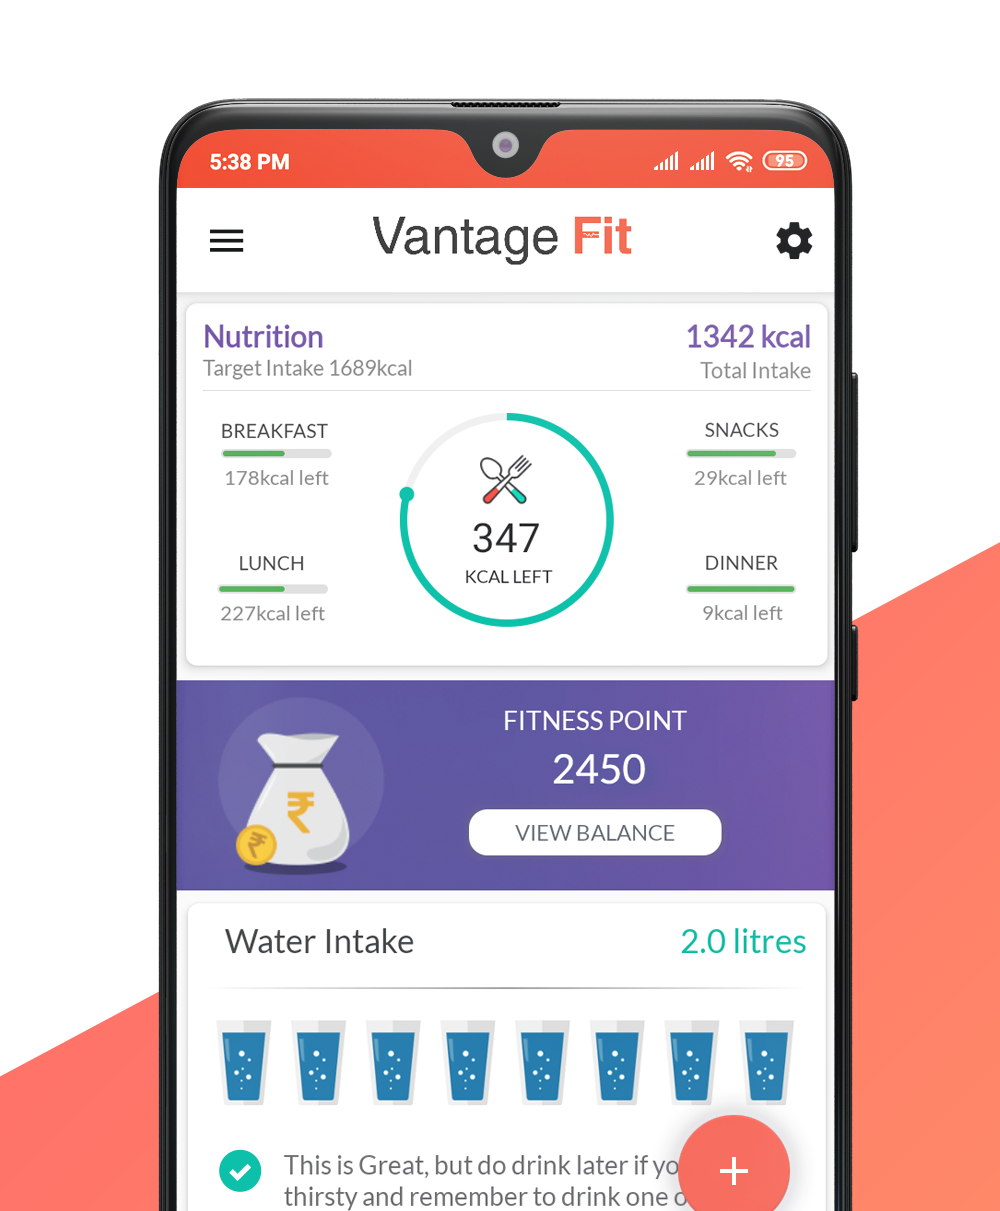 5:38 PM
95
Vantage Fit
Nutrition
1342 kcal
Target Intake 1689kcal
Total Intake
BREAKFAST
178kcal left
SNACKS
29kcal left
347
KCAL LEFT
LUNCH
227kcal left
DINNER
9kcal left
FITNESS POINT
2450
₹
₹
VIEW BALANCE
Water Intake
2.0 litres
This is Great, but do drink later if yo
thirsty and remember to drink one
+